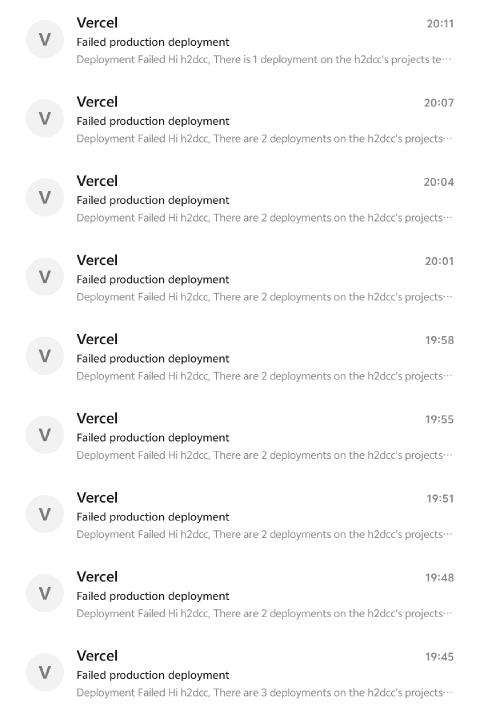 Vercel
20:11
Failed production deployment
Deployment Failed Hi h2dcc, There is 1 deployment on the h2dcc's projects te···
V
Vercel
20:07
Failed production deployment
Deployment Failed Hi h2dcc, There are 2 deployments on the h2dcc's projects···
V
Vercel
20:04
Failed production deployment
Deployment Failed Hi h2dcc, There are 2 deployments on the h2dcc's projects···
V
Vercel
20:01
Failed production deployment
Deployment Failed Hi h2dcc, There are 2 deployments on the h2dcc's projects···
V
Vercel
19:58
Failed production deployment
Deployment Failed Hi h2dcc, There are 2 deployments on the h2dcc's projects···
V
Vercel
19:55
Failed production deployment
Deployment Failed Hi h2dcc, There are 2 deployments on the h2dcc's projects···
V
Vercel
19:51
Failed production deployment
Deployment Failed Hi h2dcc, There are 2 deployments on the h2dcc's projects···
V
Vercel
19:48
Failed production deployment
Deployment Failed Hi h2dcc, There are 2 deployments on the h2dcc's projects···
V
Vercel
19:45
Failed production deployment
Deployment Failed Hi h2dcc, There are 3 deployments on the h2dcc's projects···
V